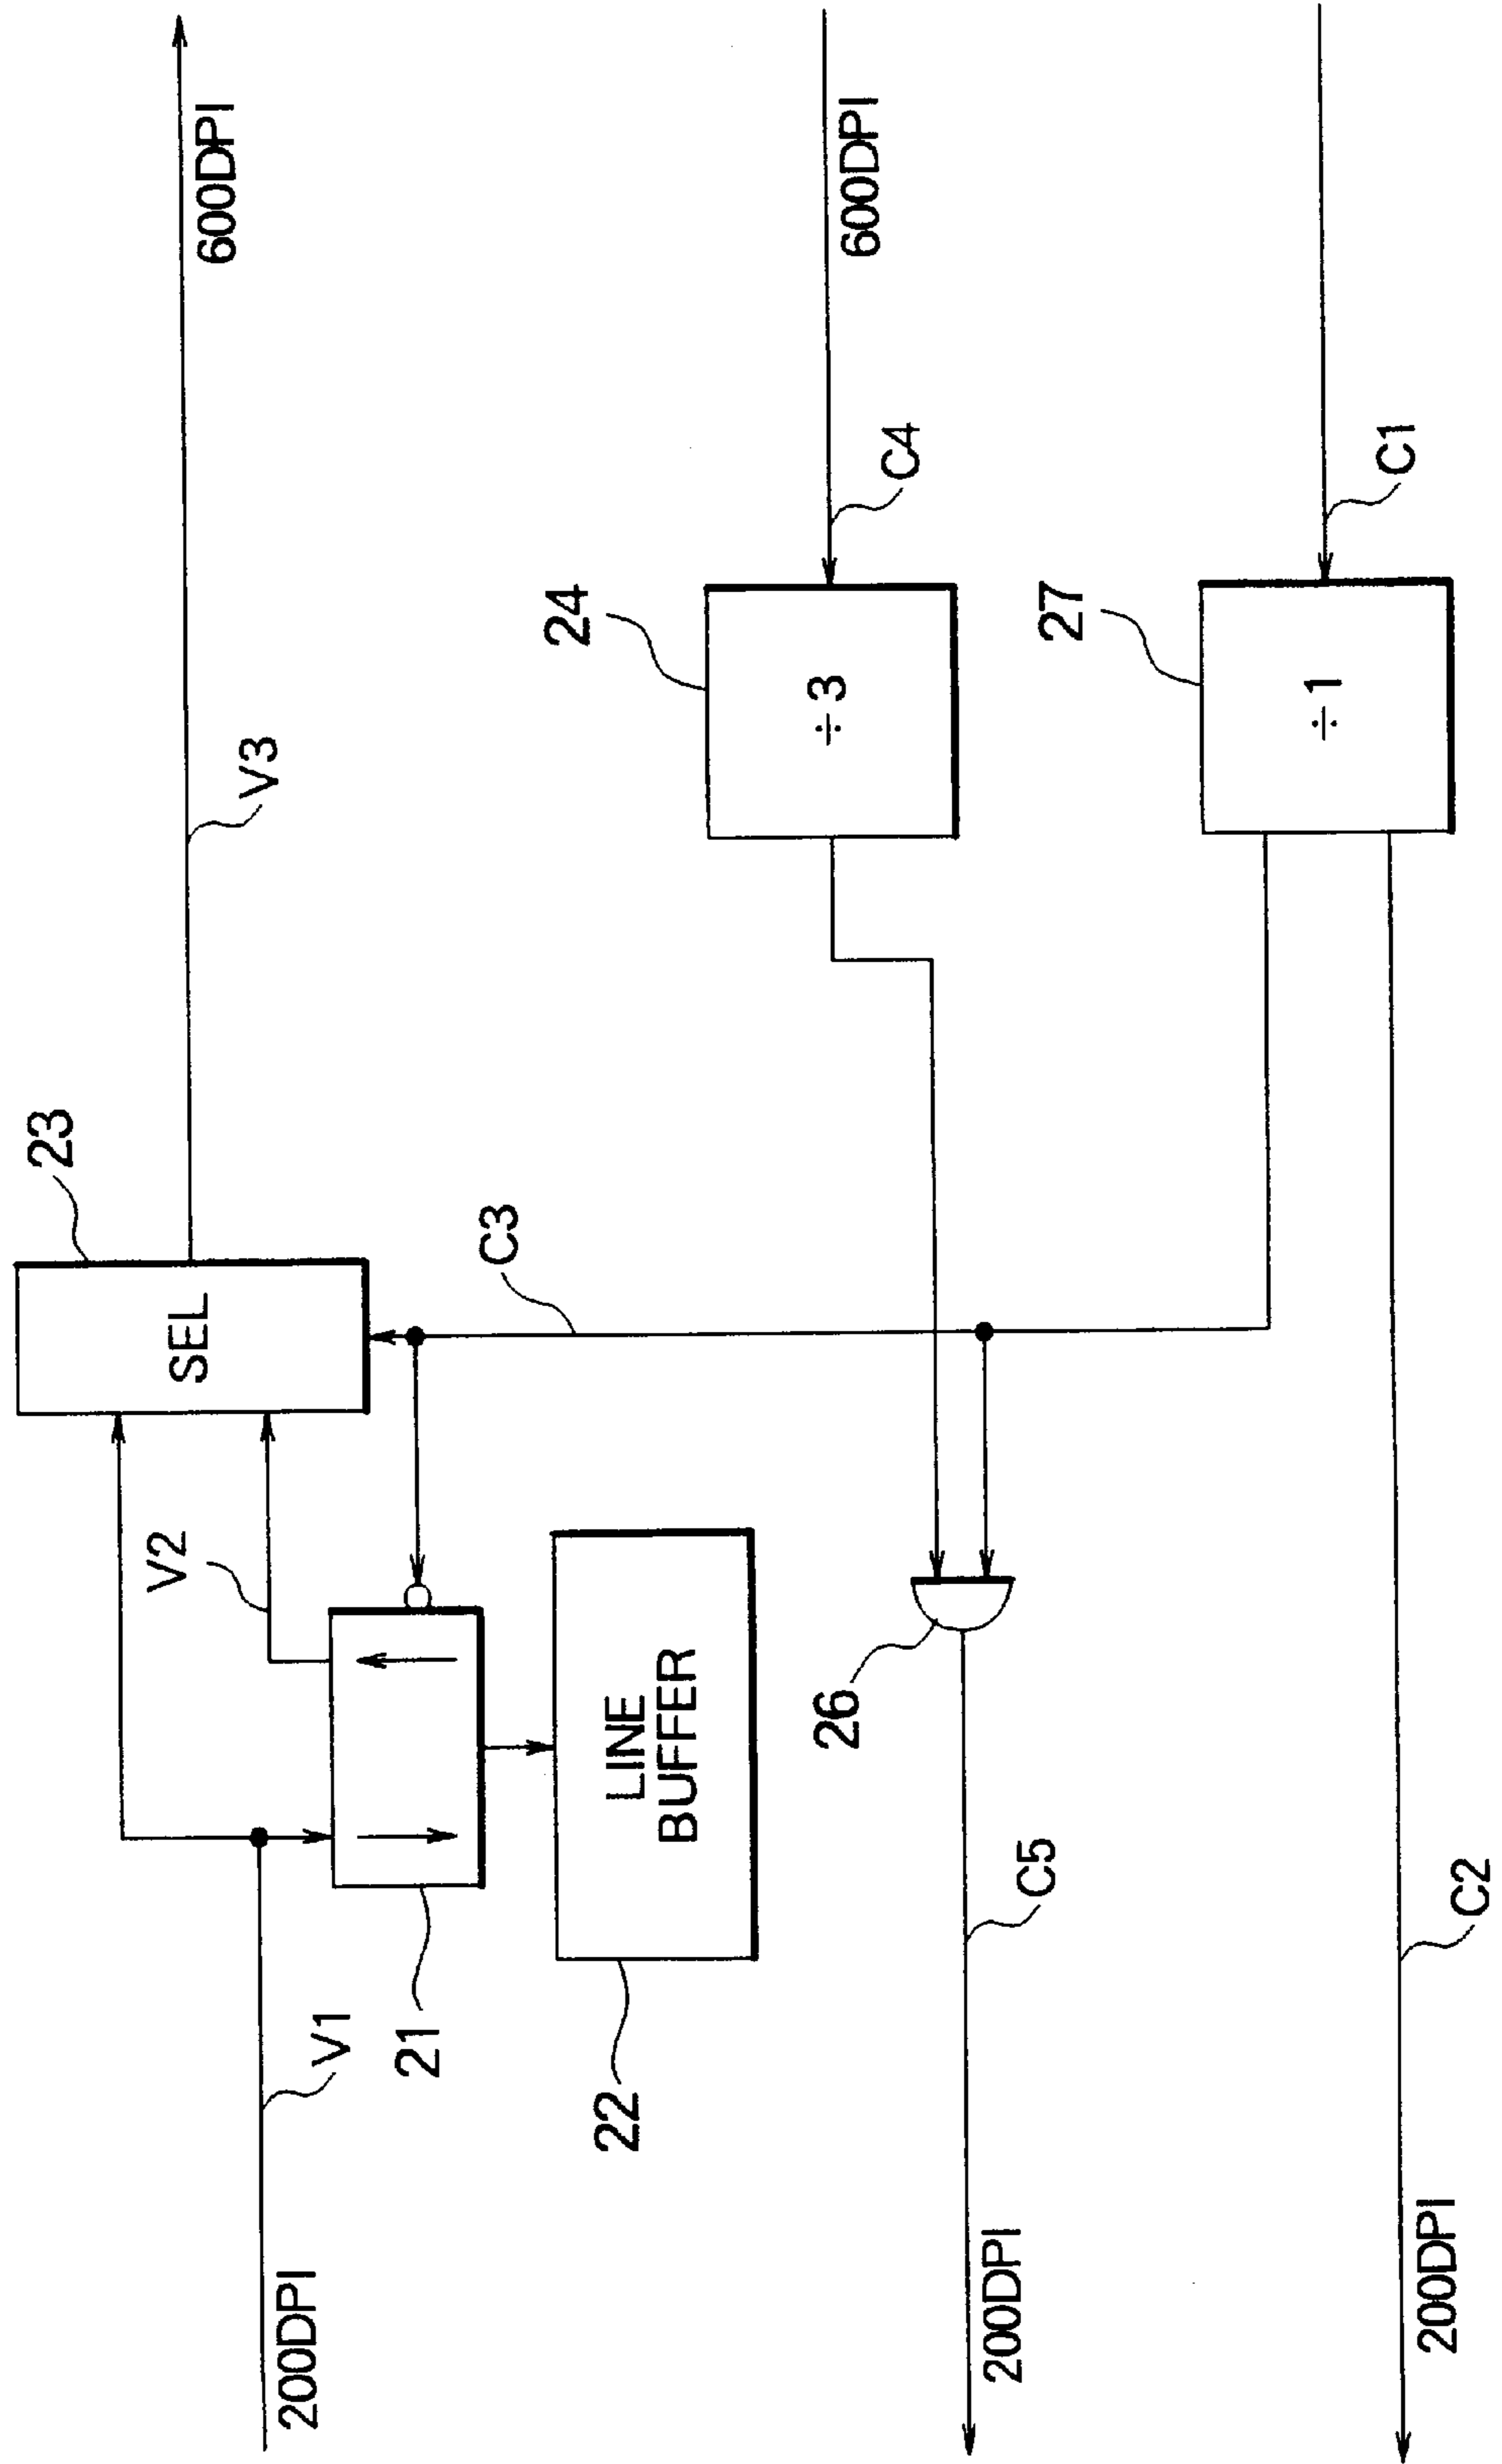 600DPI
V3
23
SEL
V2
V1
200DPI
21
LINE
BUFFER
22
C3
600DPI
C4
24
÷3
26
C5
200DPI
C1
27
÷1
C2
200DPI